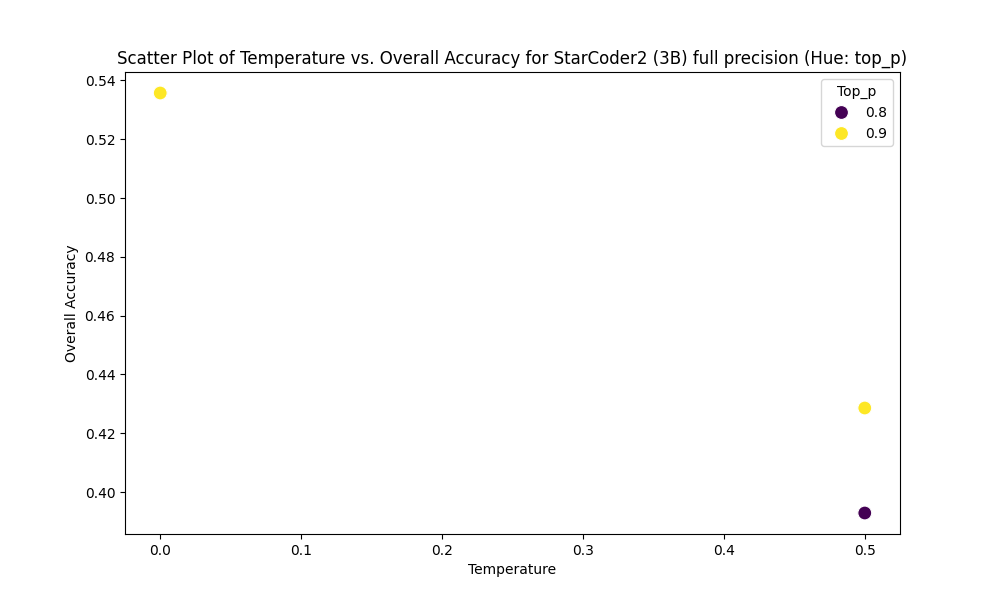 Scatter Plot of Temperature vs. Overall Accuracy for StarCoder2 (3B) full precision (Hue: top_p)
Top_p
0.8
0.9
0.54
0.52
0.50
0.48
0.46
0.44
0.42
0.40
Overall Accuracy
0.0 0.1 0.2 0.3 0.4 0.5
Temperature